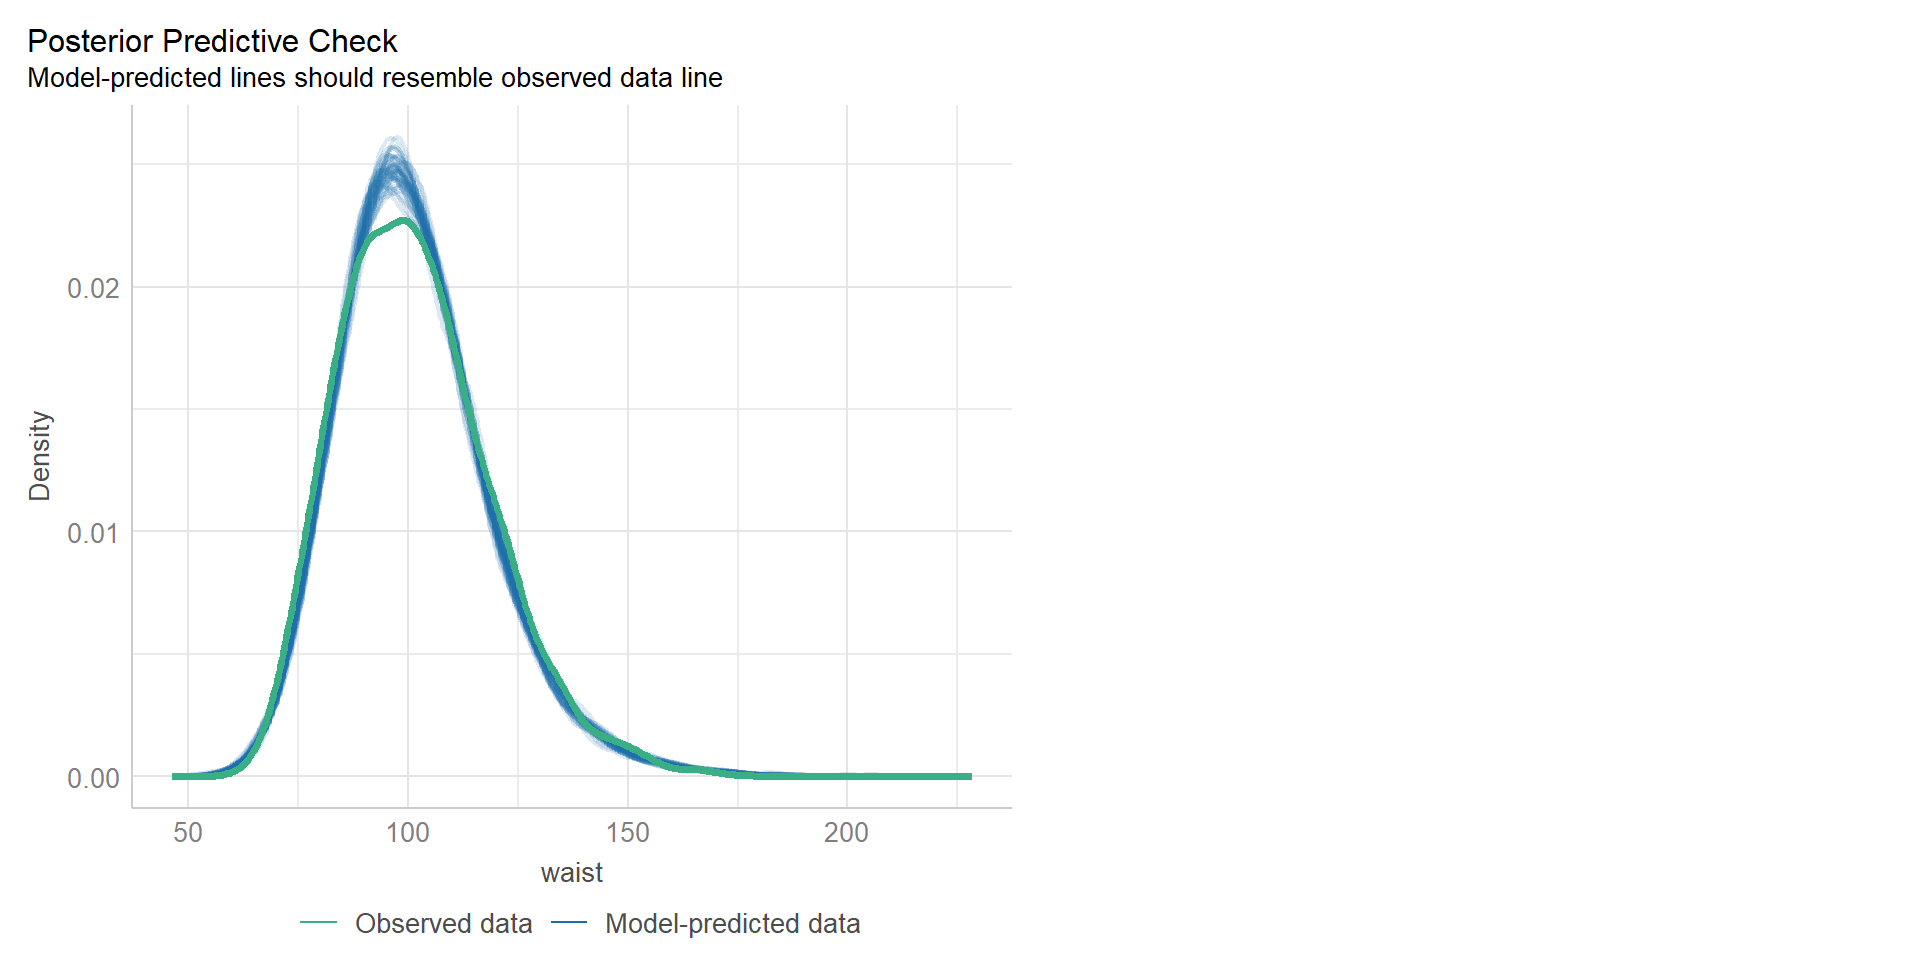 Posterior Predictive Check
Model-predicted lines should resemble observed data line
Density
0.02
0.01
0.00
50 100 150 200
waist
Observed data Model-predicted data